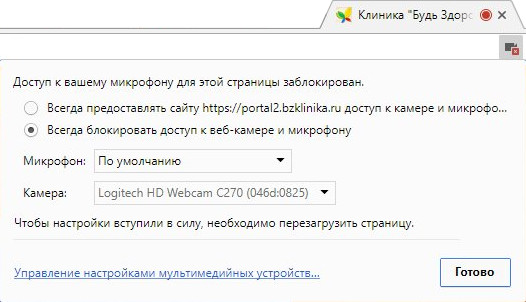 Клиника "Будь Здоро
Доступ к вашему микрофону для этой страницы заблокирован.
Всегда предоставлять сайту https://portal2.bzklinika.ru доступ к камере и микрофо...
Всегда блокировать доступ к веб-камере и микрофону
Микрофон: По умолчанию
Камера: Logitech HD Webcam C270 (046d:0825)
Чтобы настройки вступили в силу, необходимо перезагрузить страницу.
Управление настройками мультимедийных устройств... Готово